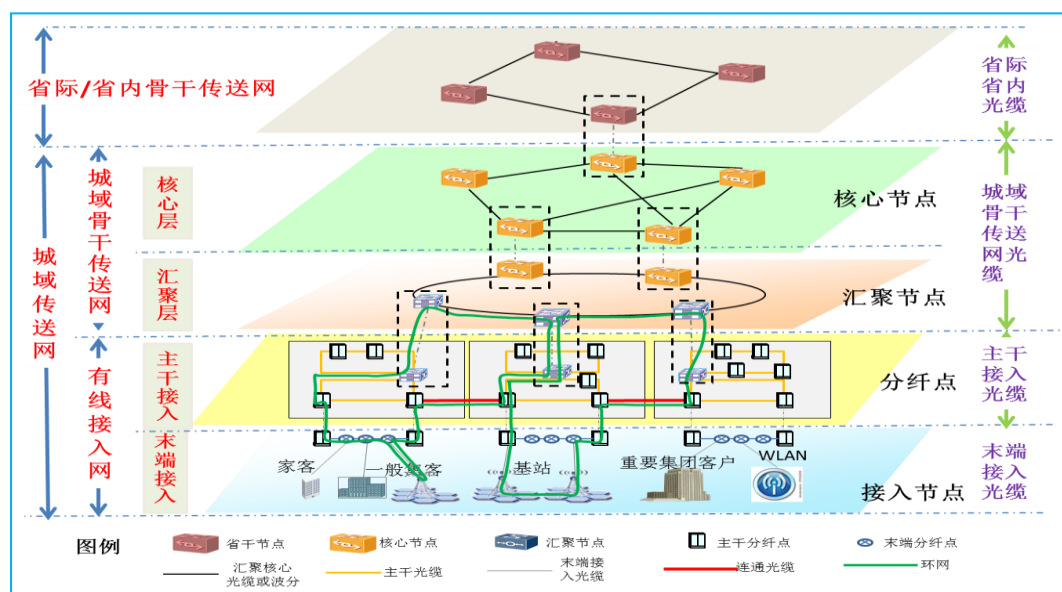 省际/省内骨干传送网
省际
省内
光缆
城域传送网
城域骨干传送网
核心层
核心节点
城域
骨干
传送
网光
缆
汇聚层
汇聚节点
有线接入网
主干接入
分纤点
主干
接入
光缆
末端接入
家客
一般集客
基站
重要集团客户
WLAN
接入节点
末端
接入
光缆
图例
省干节点
核心节点
汇聚节点
主干分纤点
末端分纤点
汇聚核心
光缆或波分
主干光缆
末端接
入光缆
连通光缆
环网